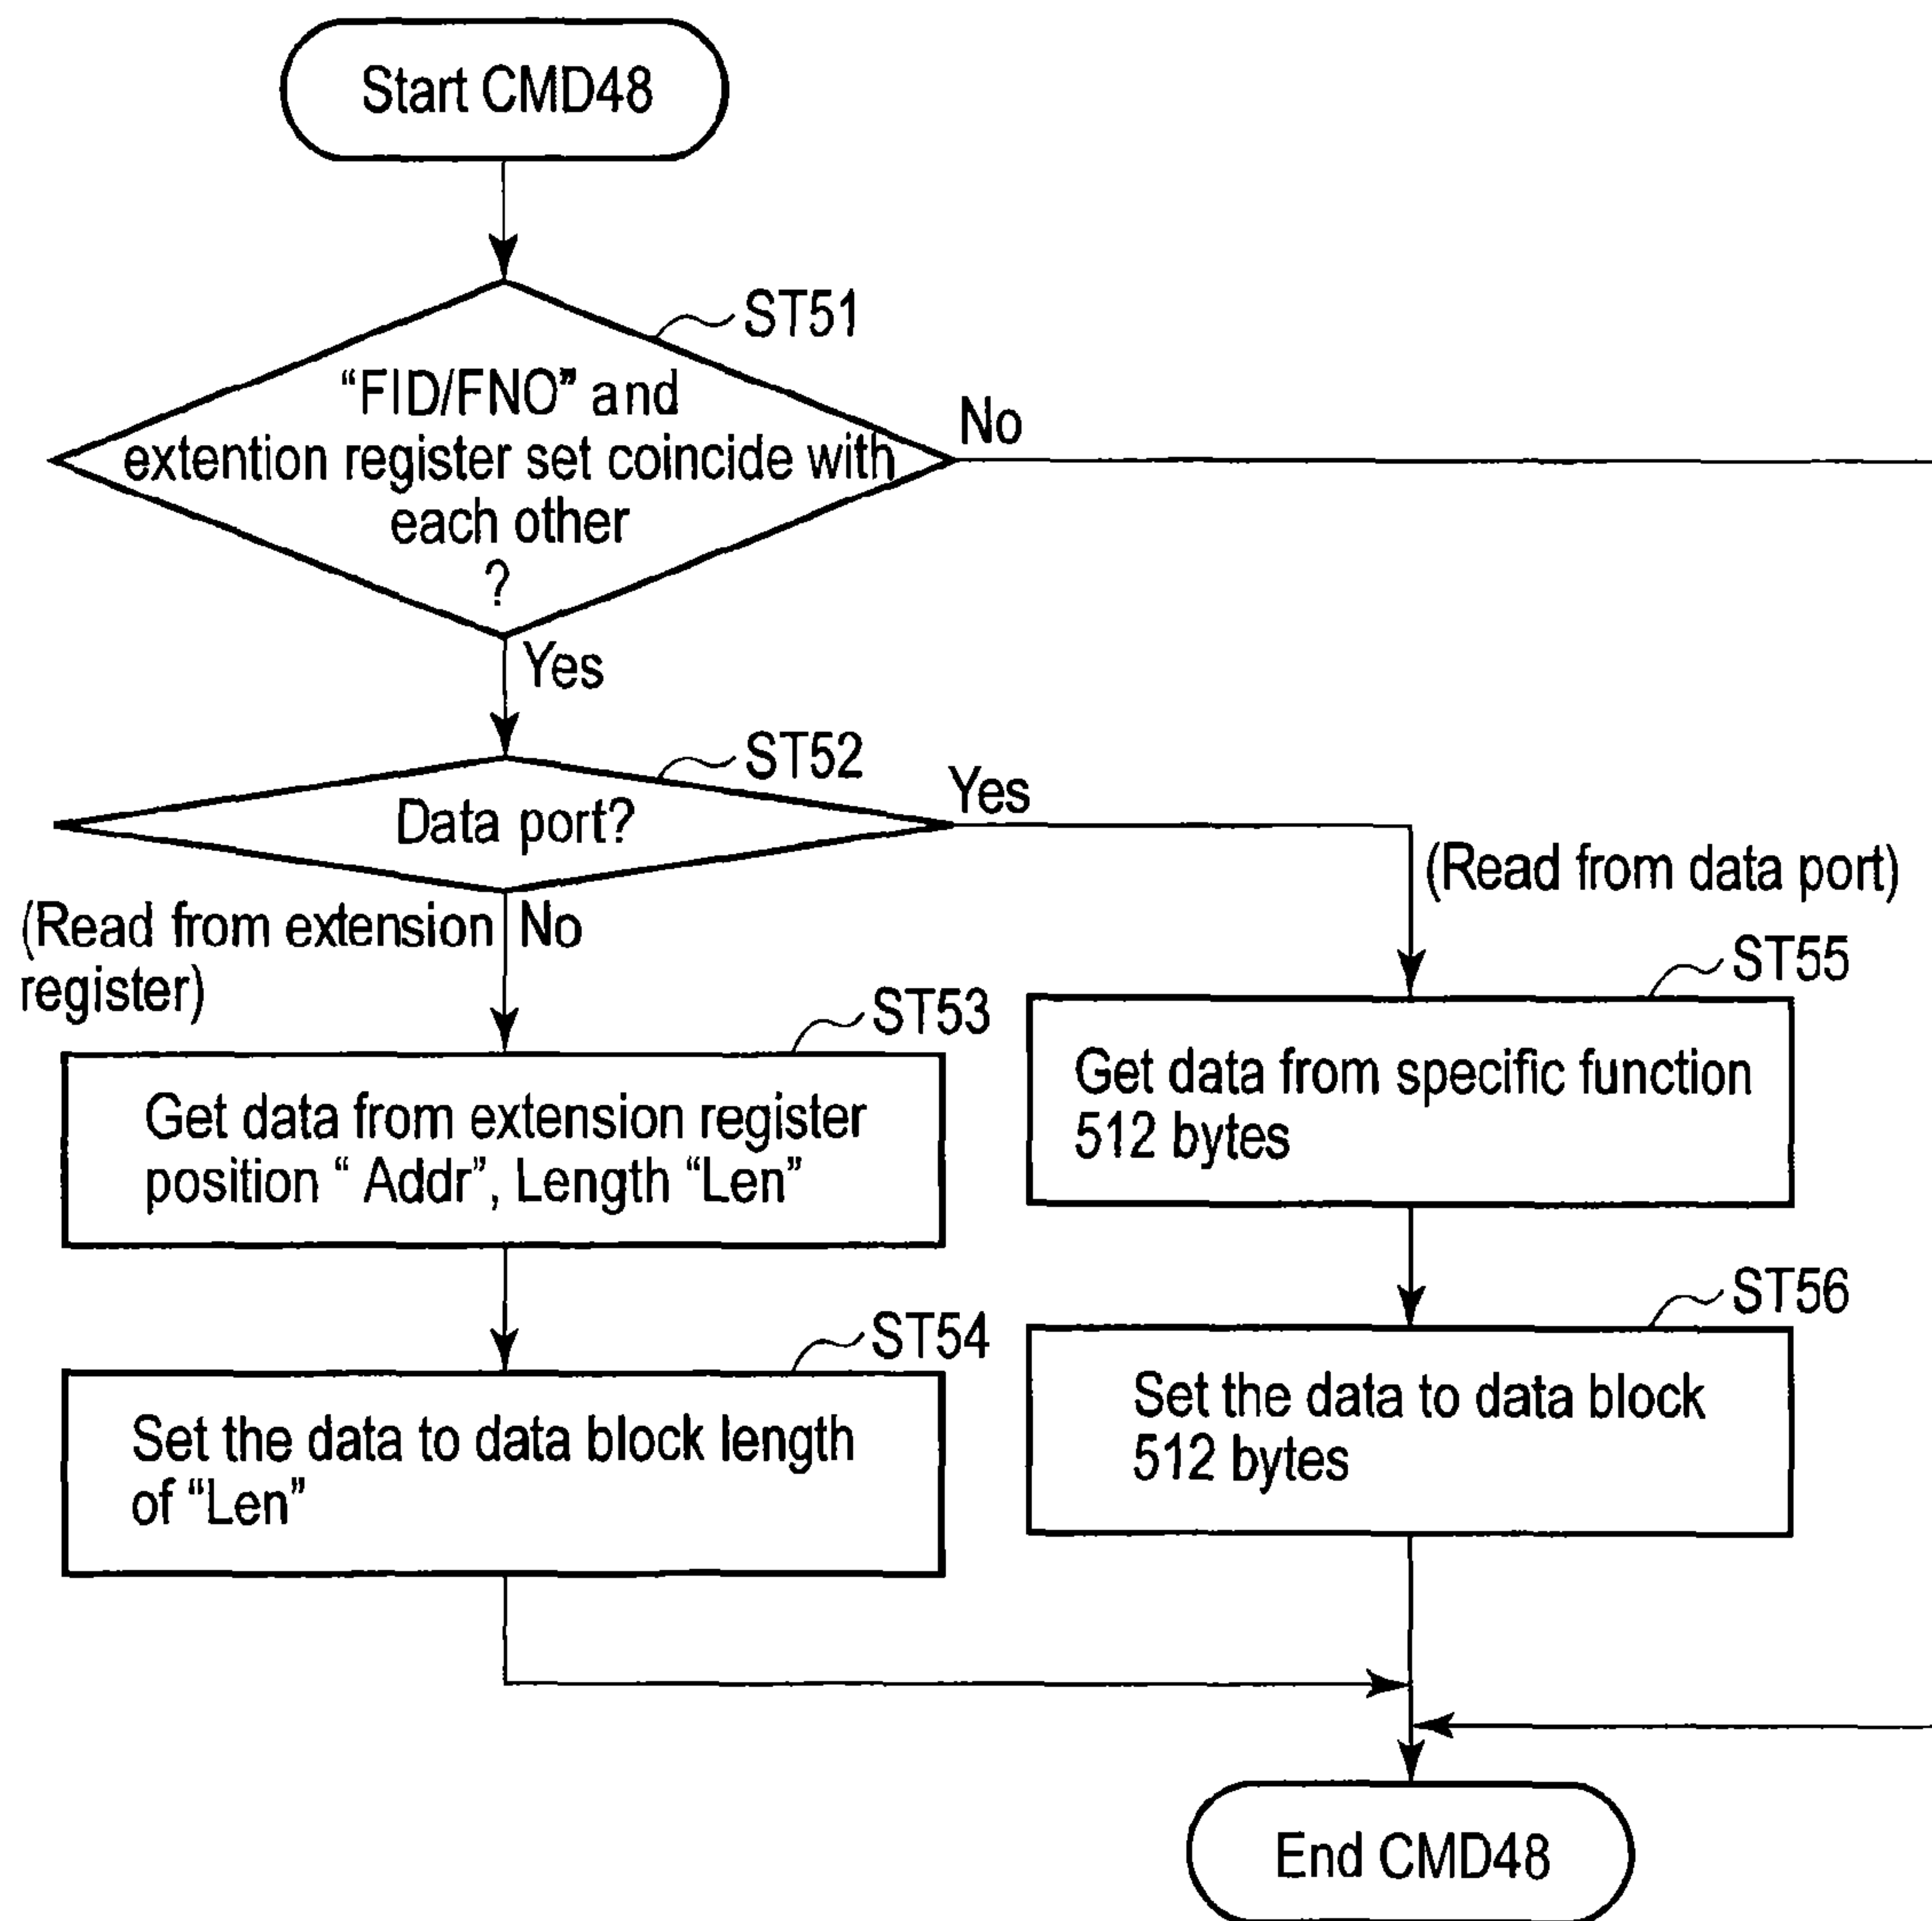 Start CMD48
ST51
“FID/FNO” and
extention register set coincide with
each other
?
No
Yes
ST52
Data port?
Yes
(Read from data port)
(Read from extension
register)
No
ST53
Get data from extension register
position “ Addr”, Length “Len”
ST55
Get data from specific function
512 bytes
ST54
Set the data to data block length
of “Len”
ST56
Set the data to data block
512 bytes
End CMD48